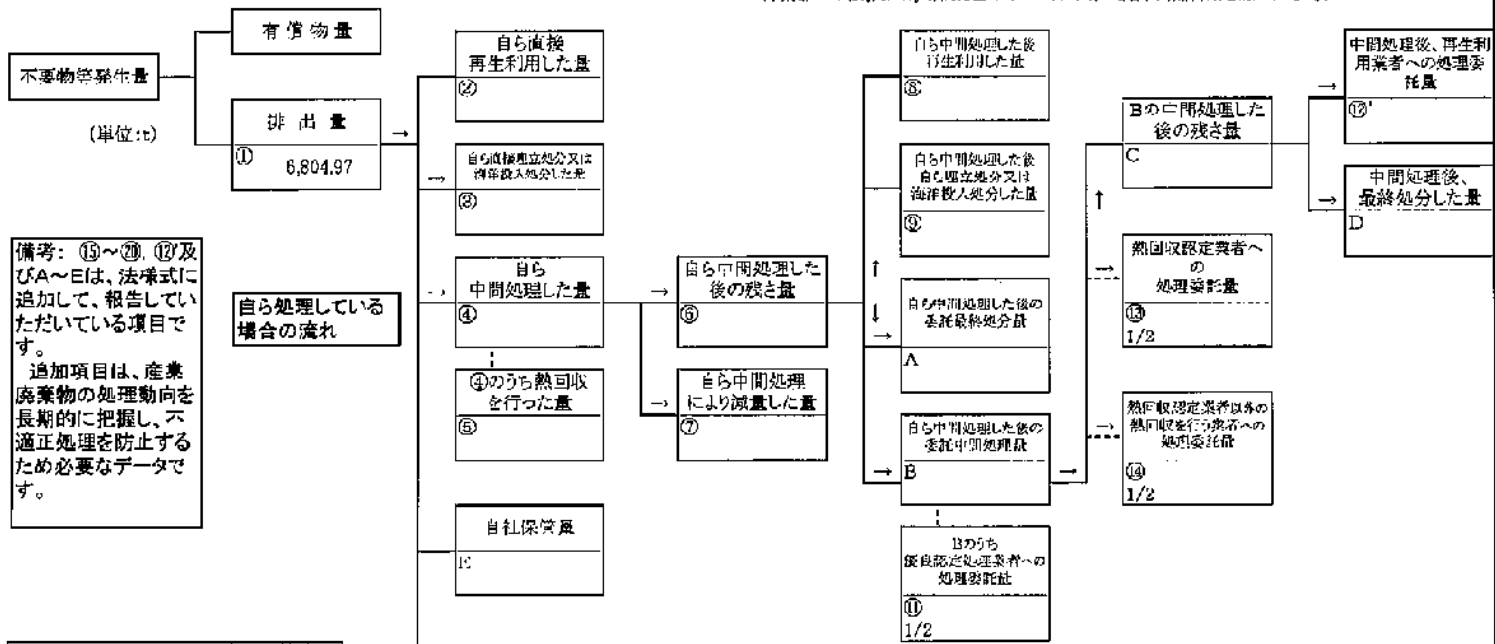 有償物量
不要物等発生量
(単位:t)
排出量
①
6,804.97
→
備考: ⑮~⑳, ⑫'及
びA~Eは、法様式に
追加して、報告してい
ただいている項目で
す。
追加項目は、産業
廃棄物の処理動向を
長期的に把握し、不
適正処理を防止する
ため必要なデータで
す。
自ら処理している
場合の流れ
自ら直接
再生利用した量
②
→
自ら直接埋立処分又は
海洋投入処分した量
③
→
自ら
中間処理した量
④
④のうち熱回収
を行った量
⑤
自社保管量
E
→
自ら中間処理した
後の残さ量
⑥
→
自ら中間処理
により減量した量
⑦
自ら中間処理した後
再生利用した量
⑧
自ら中間処理した後
自ら埋立処分又は
海洋投入処分した量
⑨
↑
↓
→
自ら中間処理した後の
委託最終処分量
A
→
自ら中間処理した後の
委託中間処理量
B
→
Bのうち
優良認定処理業者への
処理委託量
⑪
1/2
→
Bの中間処理した
後の残さ量
C
↑
→
熱回収認定業者へ
の
処理委託量
⑬
1/2
→
熱回収認定業者以外の
熱回収を行う業者への
処理委託量
⑭
1/2
→
中間処理後、再生利
用業者への処理委
託量
⑫'
→
中間処理後、
最終処分した量
D